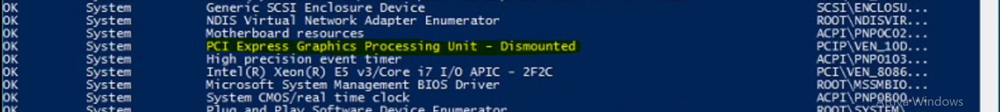 OK System Generic SCSI Enclosure Device SCSI\ENCLOSU...
OK System NDIS Virtual Network Adapter Enumerator ROOT\NDISVIR...
OK System Motherboard resources ACPI\PNP0C02...
OK System PCI Express Graphics Processing Unit - Dismounted PCIP\VEN_10D...
OK System High precision event timer ACPI\PNP0103...
OK System Intel(R) Xeon(R) E5 v3/Core i7 I/O APIC - 2F2C PCI\VEN_8086...
OK System Microsoft System Management BIOS Driver ROOT\MSSMBIO...
OK System System CMOS/real time clock ACPI\PNP0B00...
Attiva Windows
OK System Plug and Play Software Device Enumerator ROOT\SYSTEM\...